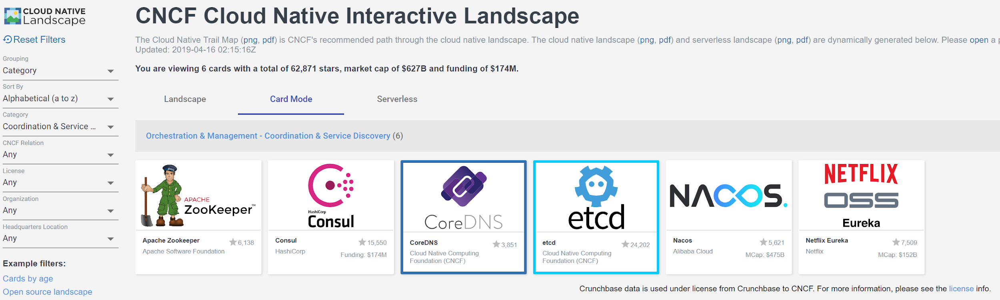 CLOUD NATIVE
Landscape
Reset Filters
Grouping
Category
Sort By
Alphabetical (a to z)
Category
Coordination & Service ...
CNCF Relation
Any
License
Any
Organization
Any
Headquarters Location
Any
Example filters:
Cards by age
Open source landscape
CNCF Cloud Native Interactive Landscape
The Cloud Native Trail Map (png, pdf) is CNCF's recommended path through the cloud native landscape. The cloud native landscape (png, pdf) and serverless landscape (png, pdf) are dynamically generated below. Please open a
Updated: 2019-04-16 02:15:16Z
You are viewing 6 cards with a total of 62,871 stars, market cap of $627B and funding of $174M.
Landscape Card Mode Serverless
Orchestration & Management - Coordination & Service Discovery (6)
ZOO
APACHE
ZooKeeper™
Apache Zookeeper 6,138
Apache Software Foundation
HashiCorp
Consul
Consul 15,550
HashiCorp
Funding: $174M
CoreDNS
CoreDNS 3,851
Cloud Native Computing
Foundation (CNCF)
etcd
etcd 24,202
Cloud Native Computing
Foundation (CNCF)
NACOS.
Nacos 5,621
Alibaba Cloud
MCap: $475B
NETFLIX
OSS
Eureka
Netflix Eureka 7,509
Netflix
MCap: $152B
Crunchbase data is used under license from Crunchbase to CNCF. For more information, please see the license info.